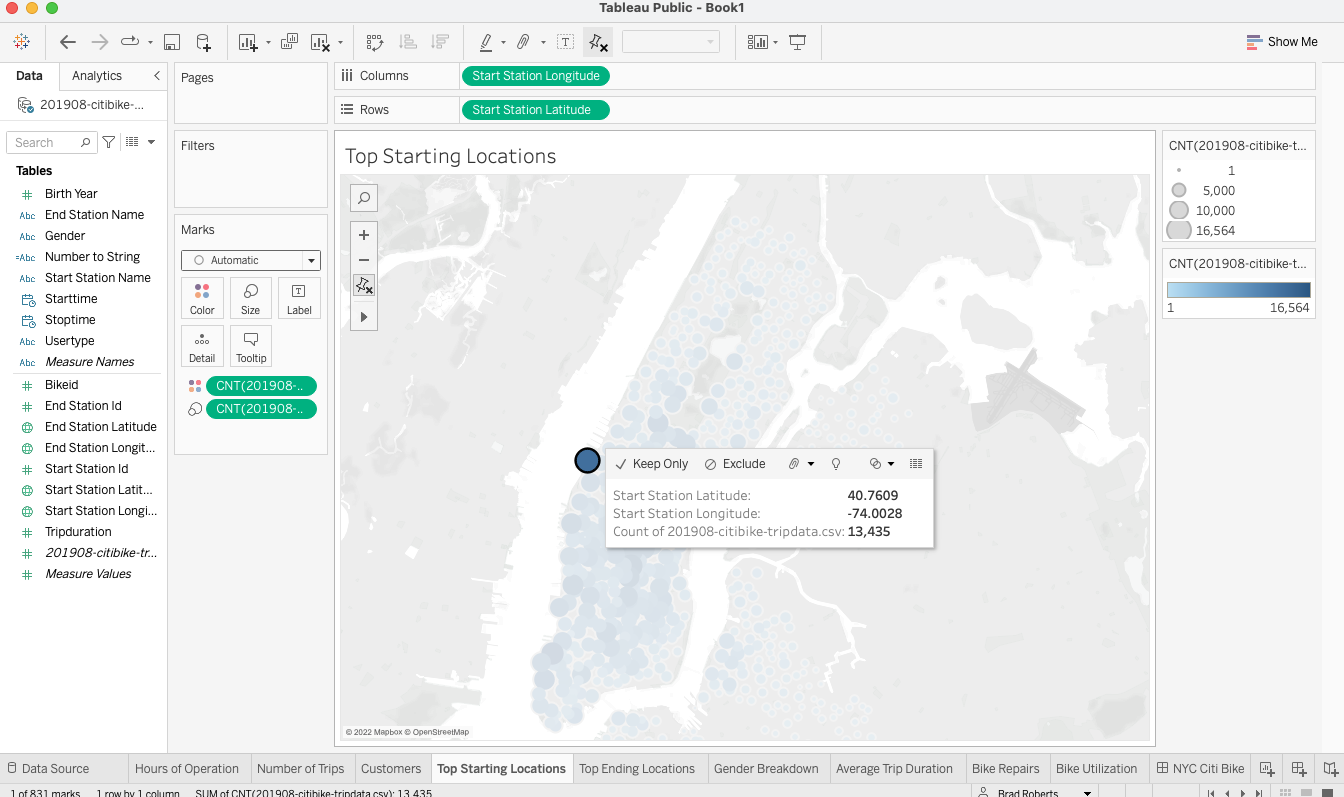 Tableau Public - Book1
Show Me
Data
Analytics
201908-citibike-...
Search
Tables
Birth Year
Abc End Station Name
Abc Gender
=Abc Number to String
Abc Start Station Name
Starttime
Stoptime
Abc Usertype
Abc Measure Names
Bikeid
End Station Id
End Station Latitude
End Station Longit...
Start Station Id
Start Station Latit...
Start Station Longi...
Tripduration
201908-citibike-tr...
Measure Values
Pages
Filters
Marks
Automatic
Color
Size
Label
Detail
Tooltip
CNT(201908-..
CNT(201908-..
Columns
Start Station Longitude
Rows
Start Station Latitude
Top Starting Locations
Keep Only
Exclude
Start Station Latitude: 40.7609
Start Station Longitude: -74.0028
Count of 201908-citibike-tripdata.csv: 13,435
© 2022 Mapbox © OpenStreetMap
CNT(201908-citibike-t...
1
5,000
10,000
16,564
CNT(201908-citibike-t...
1 16,564
Data Source
Hours of Operation
Number of Trips
Customers
Top Starting Locations
Top Ending Locations
Gender Breakdown
Average Trip Duration
Bike Repairs
Bike Utilization
NYC Citi Bike
1 of 831 marks 1 row by 1 column SUM of CNT(201908-citibike-tripdata.csv): 13,435
Brad Roberts